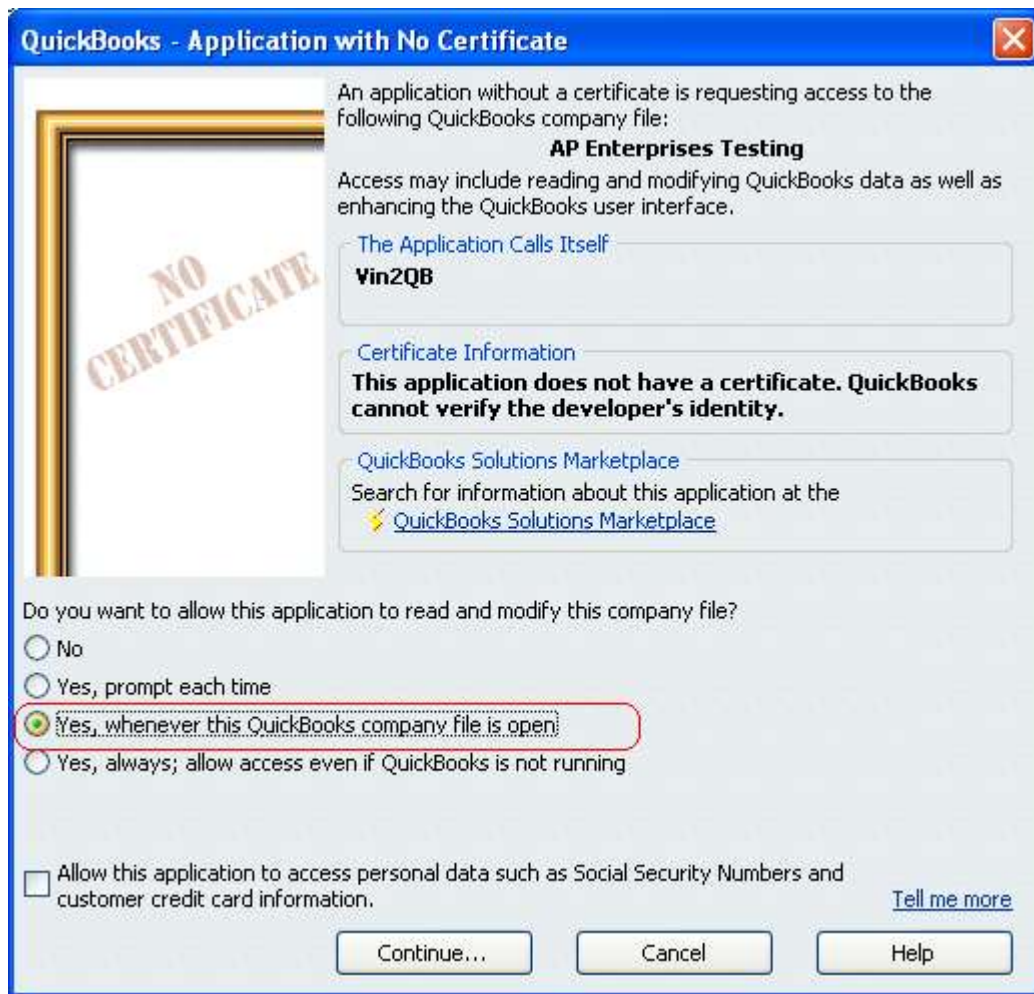 QuickBooks - Application with No Certificate
An application without a certificate is requesting access to the
following QuickBooks company file:
AP Enterprises Testing
Access may include reading and modifying QuickBooks data as well as
enhancing the QuickBooks user interface.
NO
CERTIFICATE
The Application Calls Itself
Vin2QB
Certificate Information
This application does not have a certificate. QuickBooks
cannot verify the developer's identity.
QuickBooks Solutions Marketplace
Search for information about this application at the
QuickBooks Solutions Marketplace
Do you want to allow this application to read and modify this company file?
No
Yes, prompt each time
Yes, whenever this QuickBooks company file is open
Yes, always; allow access even if QuickBooks is not running
Allow this application to access personal data such as Social Security Numbers and
customer credit card information.
Tell me more
Continue...
Cancel
Help